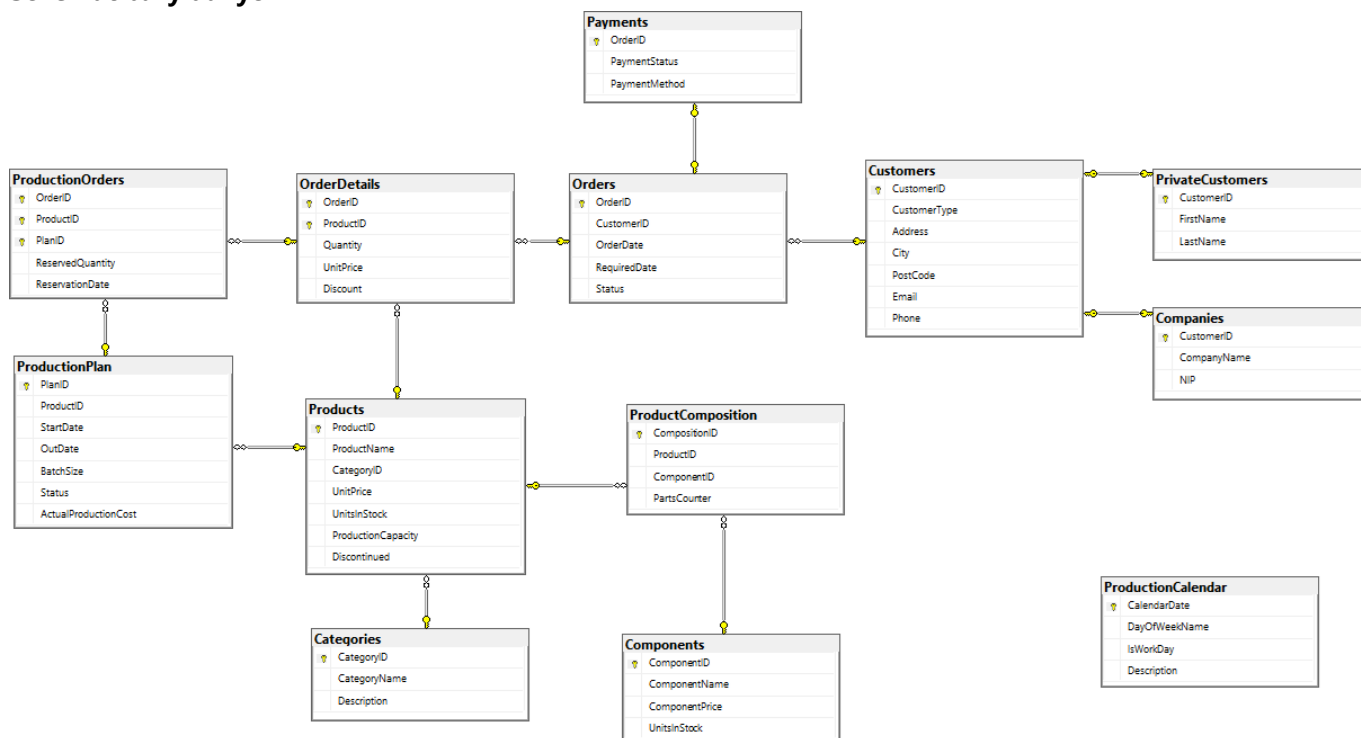 Payments
OrderID
PaymentStatus
PaymentMethod
ProductionOrders
OrderID
ProductID
PlanID
ReservedQuantity
ReservationDate
OrderDetails
OrderID
ProductID
Quantity
UnitPrice
Discount
Orders
OrderID
CustomerID
OrderDate
RequiredDate
Status
Customers
CustomerID
CustomerType
Address
City
PostCode
Email
Phone
PrivateCustomers
CustomerID
FirstName
LastName
Companies
CustomerID
CompanyName
NIP
ProductionPlan
PlanID
ProductID
StartDate
OutDate
BatchSize
Status
ActualProductionCost
Products
ProductID
ProductName
CategoryID
UnitPrice
UnitsInStock
ProductionCapacity
Discontinued
ProductComposition
CompositionID
ProductID
ComponentID
PartsCounter
Categories
CategoryID
CategoryName
Description
Components
ComponentID
ComponentName
ComponentPrice
UnitsInStock
ProductionCalendar
CalendarDate
DayOfWeekName
IsWorkDay
Description